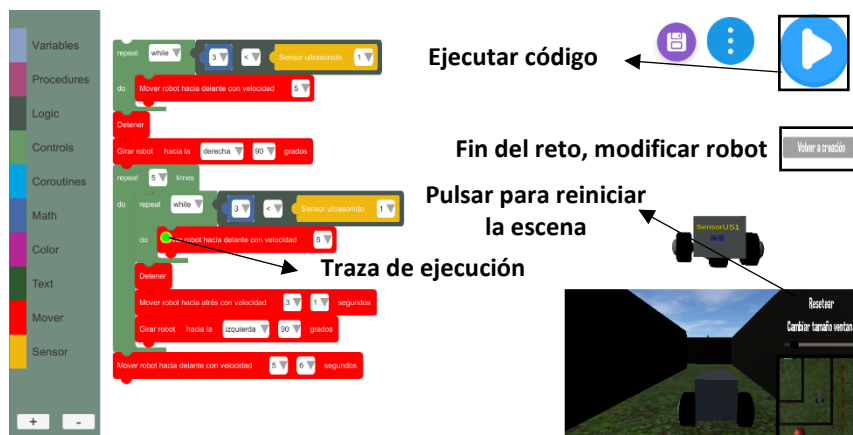 Variables
Procedures
Logic
Controls
Coroutines
Math
Color
Text
Mover
Sensor
+ -
repeat while 3 < Sensor ultrasonido 1
do Mover robot hacia delante con velocidad 5
Detener
Girar robot hacia la derecha 90 grados
repeat 5 times
do repeat while 3 < Sensor ultrasonido 1
do robot hacia delante con velocidad 5
Detener
Mover robot hacia atrás con velocidad 3 1 segundos
Girar robot hacia la izquierda 90 grados
Mover robot hacia delante con velocidad 5 6 segundos
Ejecutar código
Fin del reto, modificar robot
Volver a creación
Pulsar para reiniciar
la escena
Traza de ejecución
SensorUS1
Resetear
Cambiar tamaño ventana